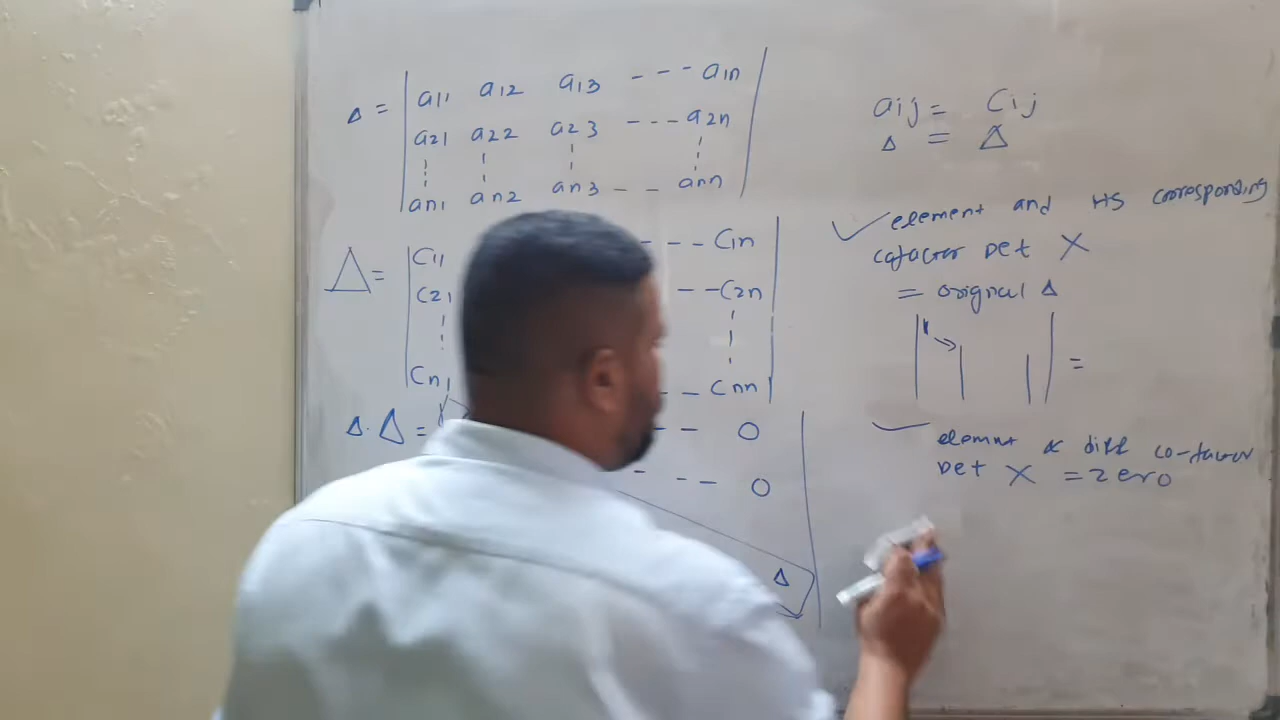 Δ = | a11 a12 a13 - - - a1n |
a21 a22 a23 - - - a2n
an1 an2 an3 - - ann
Δ = | C11 - - - C1n |
C21 - - C2n
Cn1 - - Cnn
Δ . Δ = - - 0
- - - 0
Δ
aij = Cij
Δ = Δ
element and its corresponding
cofactor Det X
= original Δ
| | | | =
elemnt & diff co-factor
Det X = zero